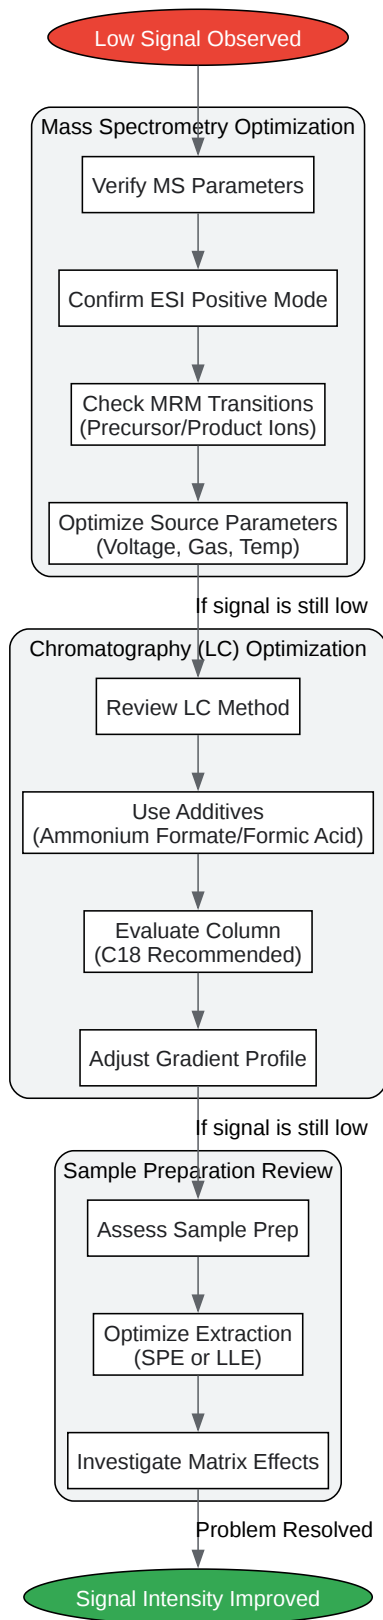 Low Signal Observed
Mass Spectrometry Optimization
Verify MS Parameters
Confirm ESI Positive Mode
Check MRM Transitions
(Precursor/Product Ions)
Optimize Source Parameters
(Voltage, Gas, Temp)
If signal is still low
Chromatography (LC) Optimization
Review LC Method
Use Additives
(Ammonium Formate/Formic Acid)
Evaluate Column
(C18 Recommended)
Adjust Gradient Profile
If signal is still low
Sample Preparation Review
Assess Sample Prep
Optimize Extraction
(SPE or LLE)
Investigate Matrix Effects
Problem Resolved
Signal Intensity Improved